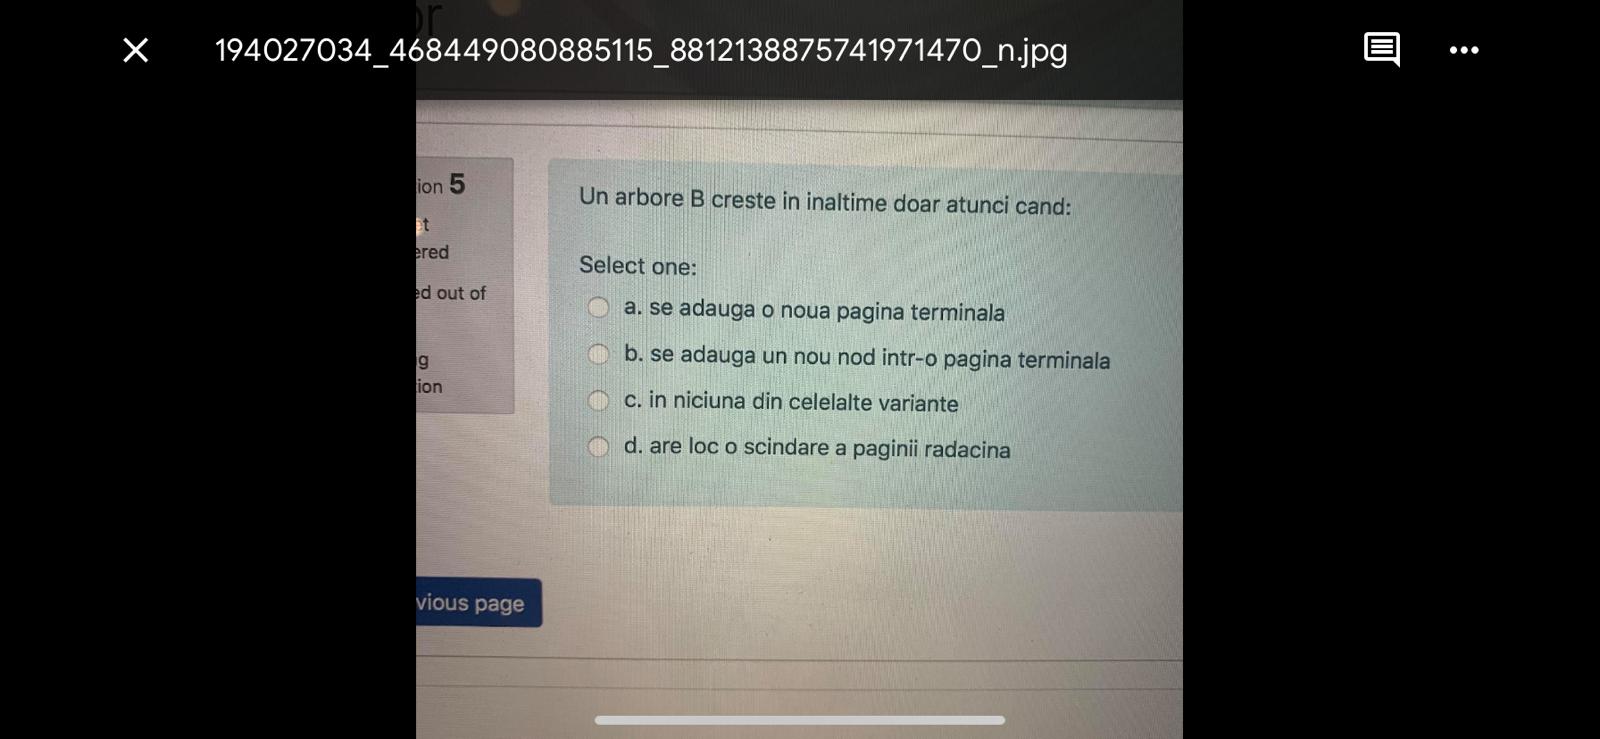 or
194027034_468449080885115_8812138875741971470_n.jpg
ion 5
et
ered
ed out of
g
ion
Un arbore B creste in inaltime doar atunci cand:
Select one:
a. se adauga o noua pagina terminala
b. se adauga un nou nod intr-o pagina terminala
c. in niciuna din celelalte variante
d. are loc o scindare a paginii radacina
vious page